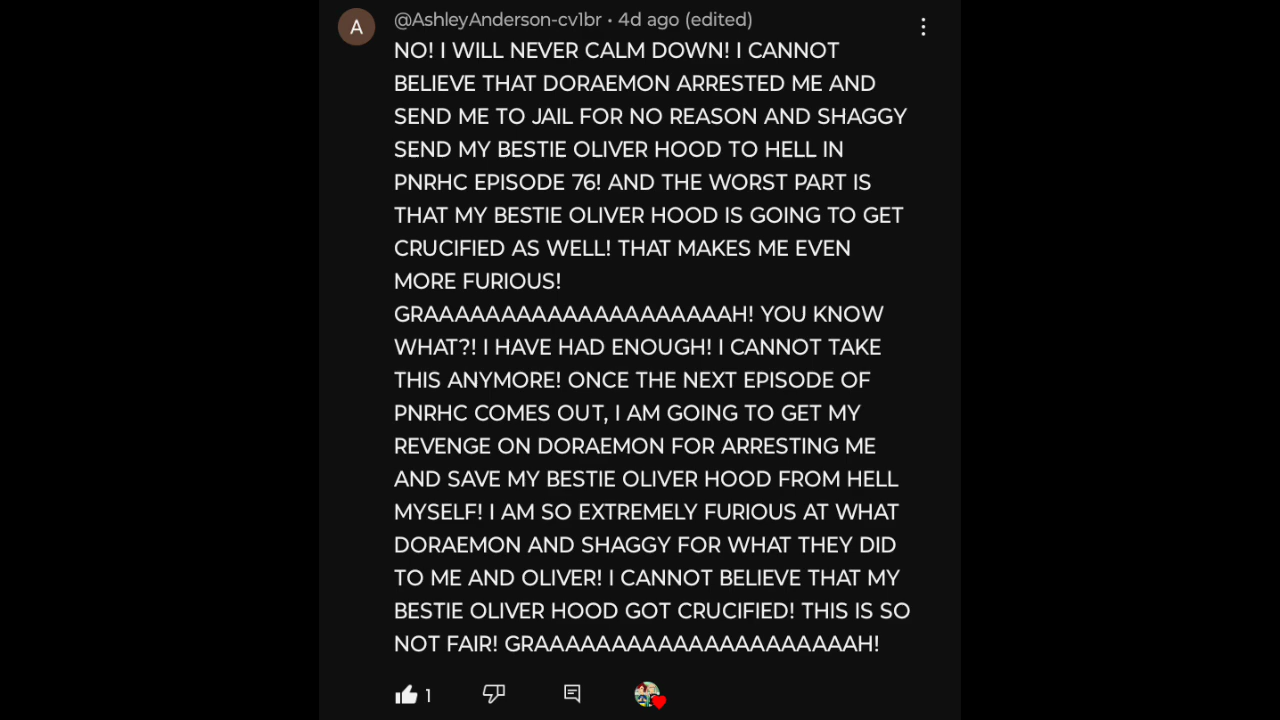 A
@AshleyAnderson-cv1br • 4d ago (edited)
NO! I WILL NEVER CALM DOWN! I CANNOT
BELIEVE THAT DORAEMON ARRESTED ME AND
SEND ME TO JAIL FOR NO REASON AND SHAGGY
SEND MY BESTIE OLIVER HOOD TO HELL IN
PNRHC EPISODE 76! AND THE WORST PART IS
THAT MY BESTIE OLIVER HOOD IS GOING TO GET
CRUCIFIED AS WELL! THAT MAKES ME EVEN
MORE FURIOUS!
GRAAAAAAAAAAAAAAAAAAAAH! YOU KNOW
WHAT?! I HAVE HAD ENOUGH! I CANNOT TAKE
THIS ANYMORE! ONCE THE NEXT EPISODE OF
PNRHC COMES OUT, I AM GOING TO GET MY
REVENGE ON DORAEMON FOR ARRESTING ME
AND SAVE MY BESTIE OLIVER HOOD FROM HELL
MYSELF! I AM SO EXTREMELY FURIOUS AT WHAT
DORAEMON AND SHAGGY FOR WHAT THEY DID
TO ME AND OLIVER! I CANNOT BELIEVE THAT MY
BESTIE OLIVER HOOD GOT CRUCIFIED! THIS IS SO
NOT FAIR! GRAAAAAAAAAAAAAAAAAAAAAH!
1